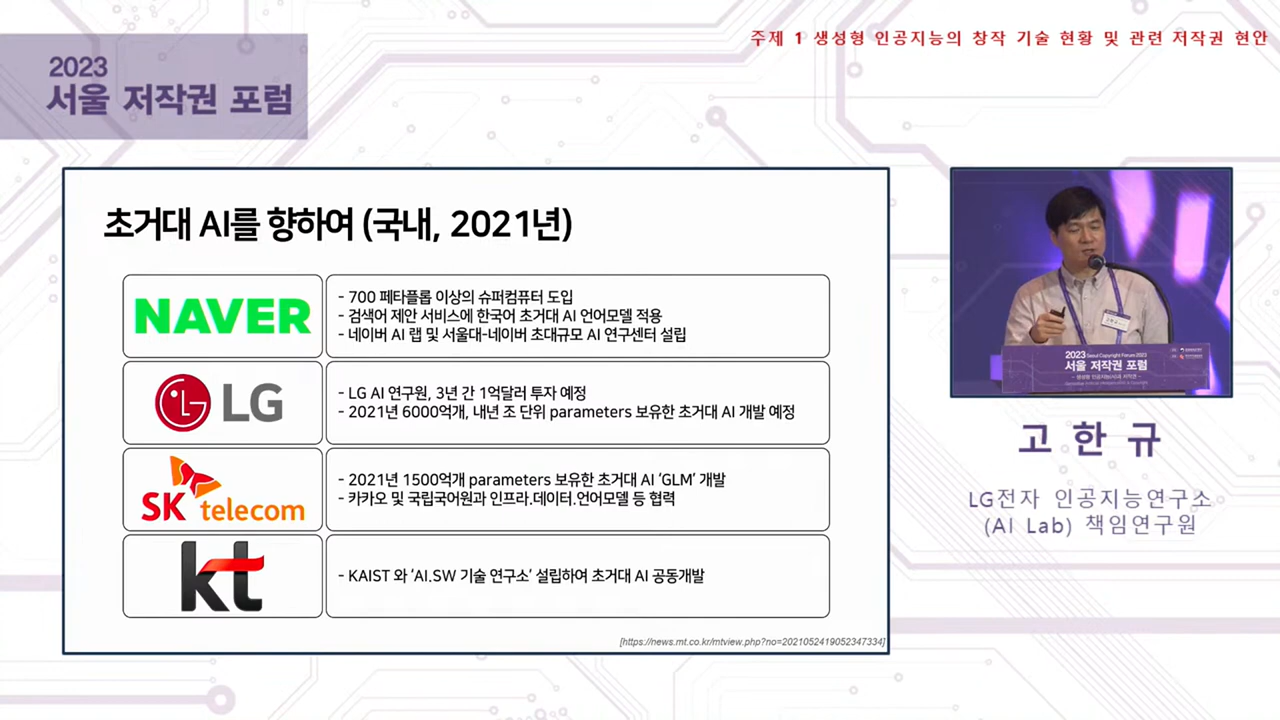 주제 1 생성형 인공지능의 창작 기술 현황 및 관련 저작권 현안
2023
서울 저작권 포럼
초거대 AI를 향하여 (국내, 2021년)
NAVER
- 700 페타플롭 이상의 슈퍼컴퓨터 도입
- 검색어 제안 서비스에 한국어 초거대 AI 언어모델 적용
- 네이버 AI 랩 및 서울대-네이버 초대규모 AI 연구센터 설립
LG
- LG AI 연구원, 3년 간 1억달러 투자 예정
- 2021년 6000억개, 내년 조 단위 parameters 보유한 초거대 AI 개발 예정
SK telecom
- 2021년 1500억개 parameters 보유한 초거대 AI ‘GLM’ 개발
- 카카오 및 국립국어원과 인프라.데이터.언어모델 등 협력
kt
- KAIST 와 ‘AI.SW 기술 연구소’ 설립하여 초거대 AI 공동개발
[https://news.mt.co.kr/mtview.php?no=2021052419052347334]
2023 Seoul Copyright Forum 2023
서울 저작권 포럼
고 한 규
LG전자 인공지능연구소
(AI Lab) 책임연구원